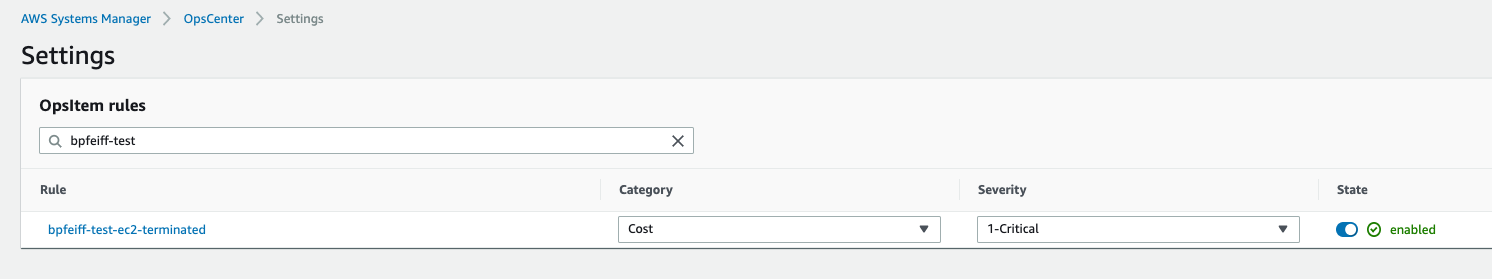 AWS Systems Manager > OpsCenter > Settings
Settings
OpsItem rules
bpfeiff-test
Rule Category Severity State
bpfeiff-test-ec2-terminated Cost 1-Critical enabled